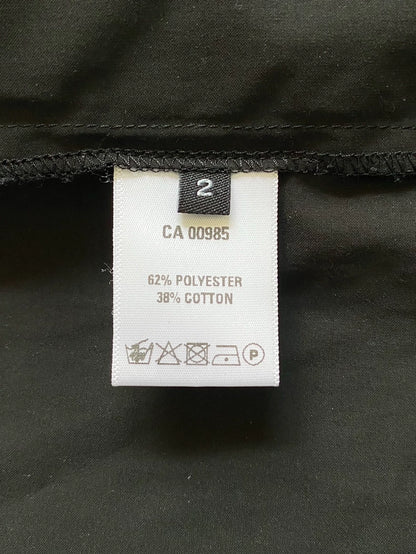 2
CA 00985
62% POLYESTER
38% COTTON
P